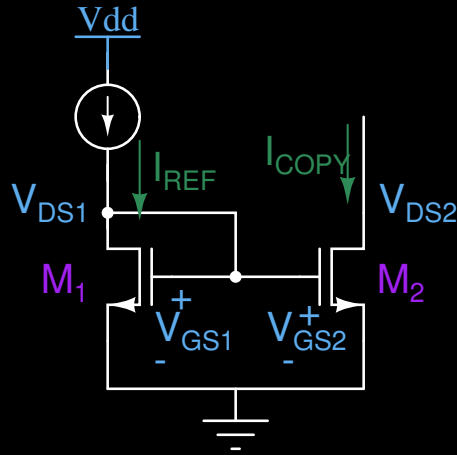 Vdd
I_REF
I_COPY
V_DS1
V_DS2
M_1
M_2
+
V_GS1
-
+
V_GS2
-